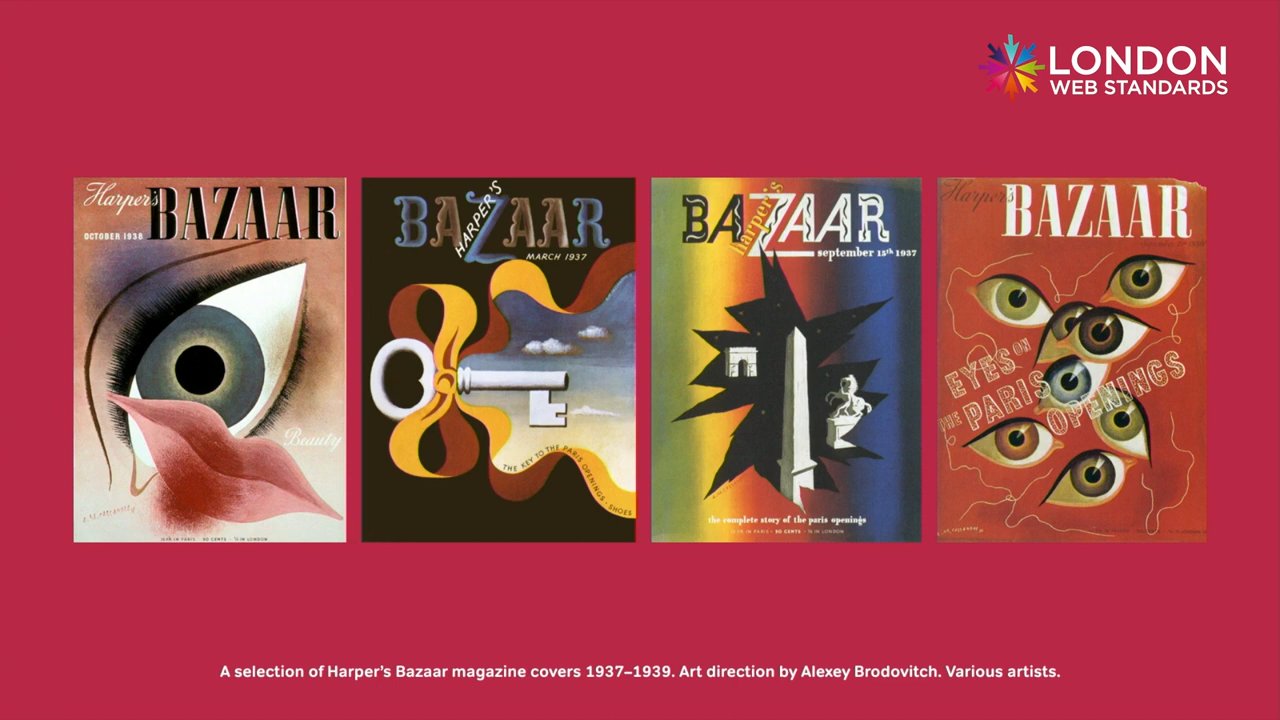 LONDON
WEB STANDARDS
Harper's BAZAAR
OCTOBER 1938
Beauty
HARPER'S
BAZAAR
MARCH 1937
THE KEY TO THE PARIS OPENINGS · SHOES
harper's
BAZAAR
september 15th 1937
the complete story of the paris openings
Harper's BAZAAR
EYES ON
THE PARIS
OPENINGS
A selection of Harper's Bazaar magazine covers 1937–1939. Art direction by Alexey Brodovitch. Various artists.